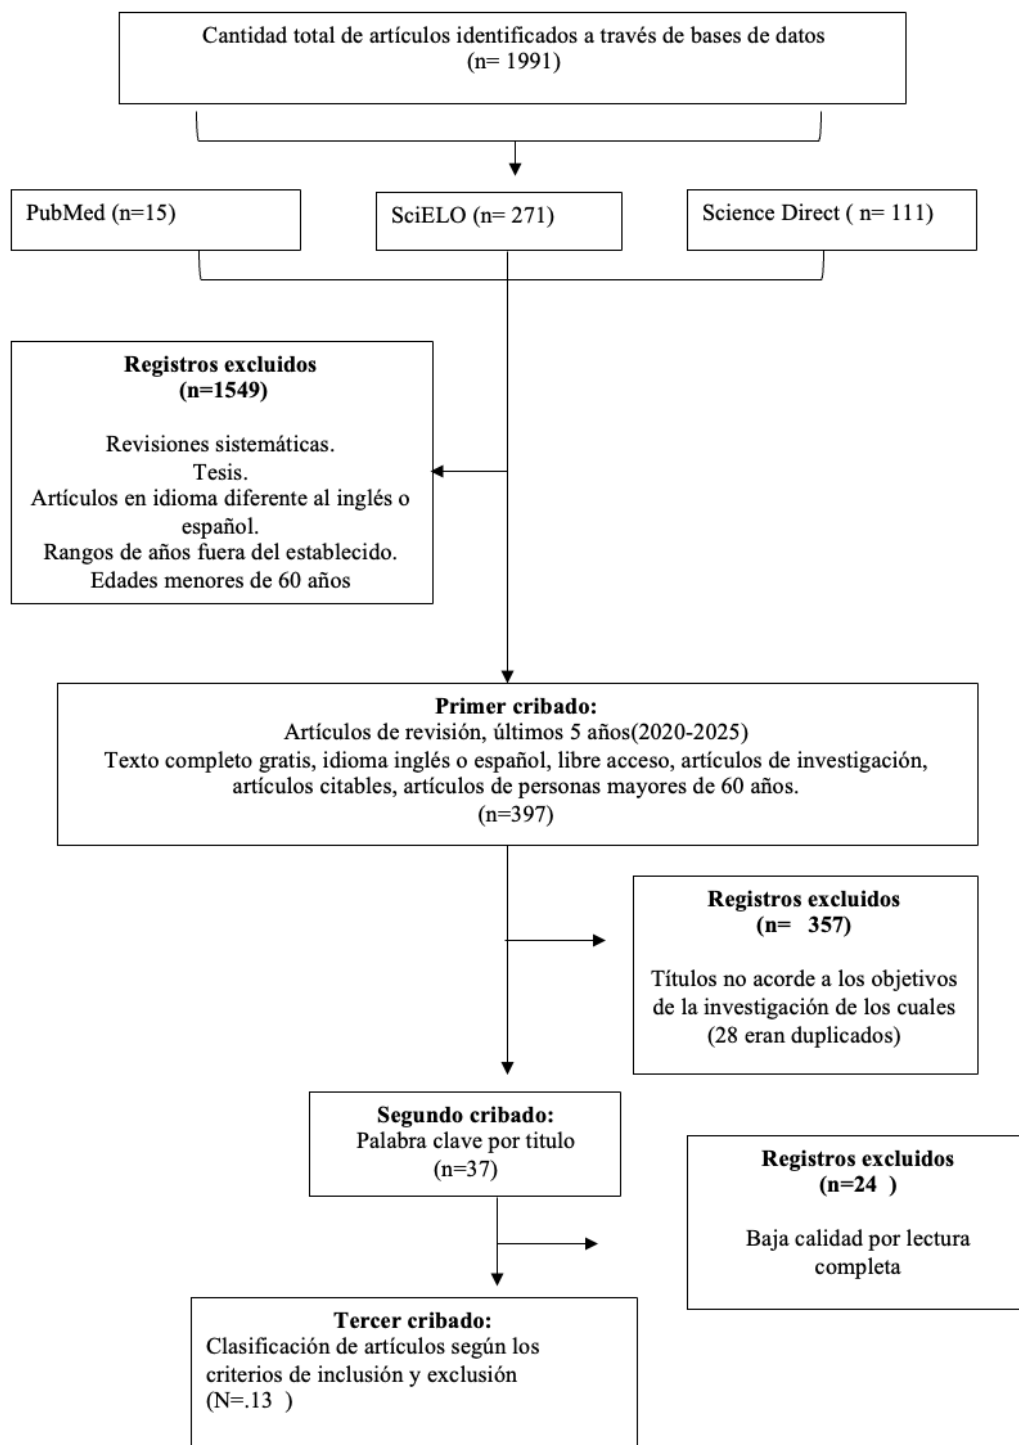 Cantidad total de artículos identificados a través de bases de datos
(n= 1991)
PubMed (n=15)
SciELO (n= 271)
Science Direct ( n= 111)
Registros excluidos
(n=1549)
Revisiones sistemáticas.
Tesis.
Artículos en idioma diferente al inglés o
español.
Rangos de años fuera del establecido.
Edades menores de 60 años
Primer cribado:
Artículos de revisión, últimos 5 años(2020-2025)
Texto completo gratis, idioma inglés o español, libre acceso, artículos de investigación,
artículos citables, artículos de personas mayores de 60 años.
(n=397)
Registros excluidos
(n= 357)
Títulos no acorde a los objetivos
de la investigación de los cuales
(28 eran duplicados)
Segundo cribado:
Palabra clave por titulo
(n=37)
Registros excluidos
(n=24 )
Baja calidad por lectura
completa
Tercer cribado:
Clasificación de artículos según los
criterios de inclusión y exclusión
(N=.13 )